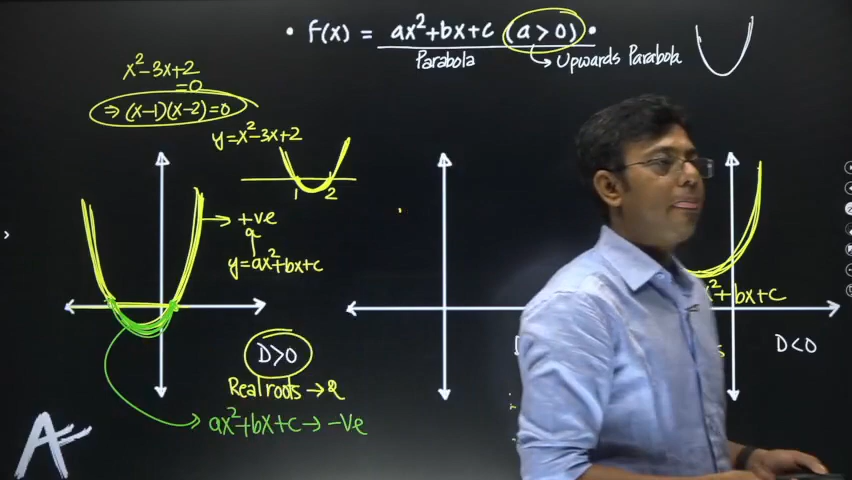 • f(x) = ax²+bx+c (a>0) •
Parabola
Upwards Parabola
x²-3x+2
=0
⇒ (x-1)(x-2)=0
y=x²-3x+2
1 2
+ve
y=ax²+bx+c
x²+bx+c
D>0
D<0
Real roots → 2
ax²+bx+c → -ve